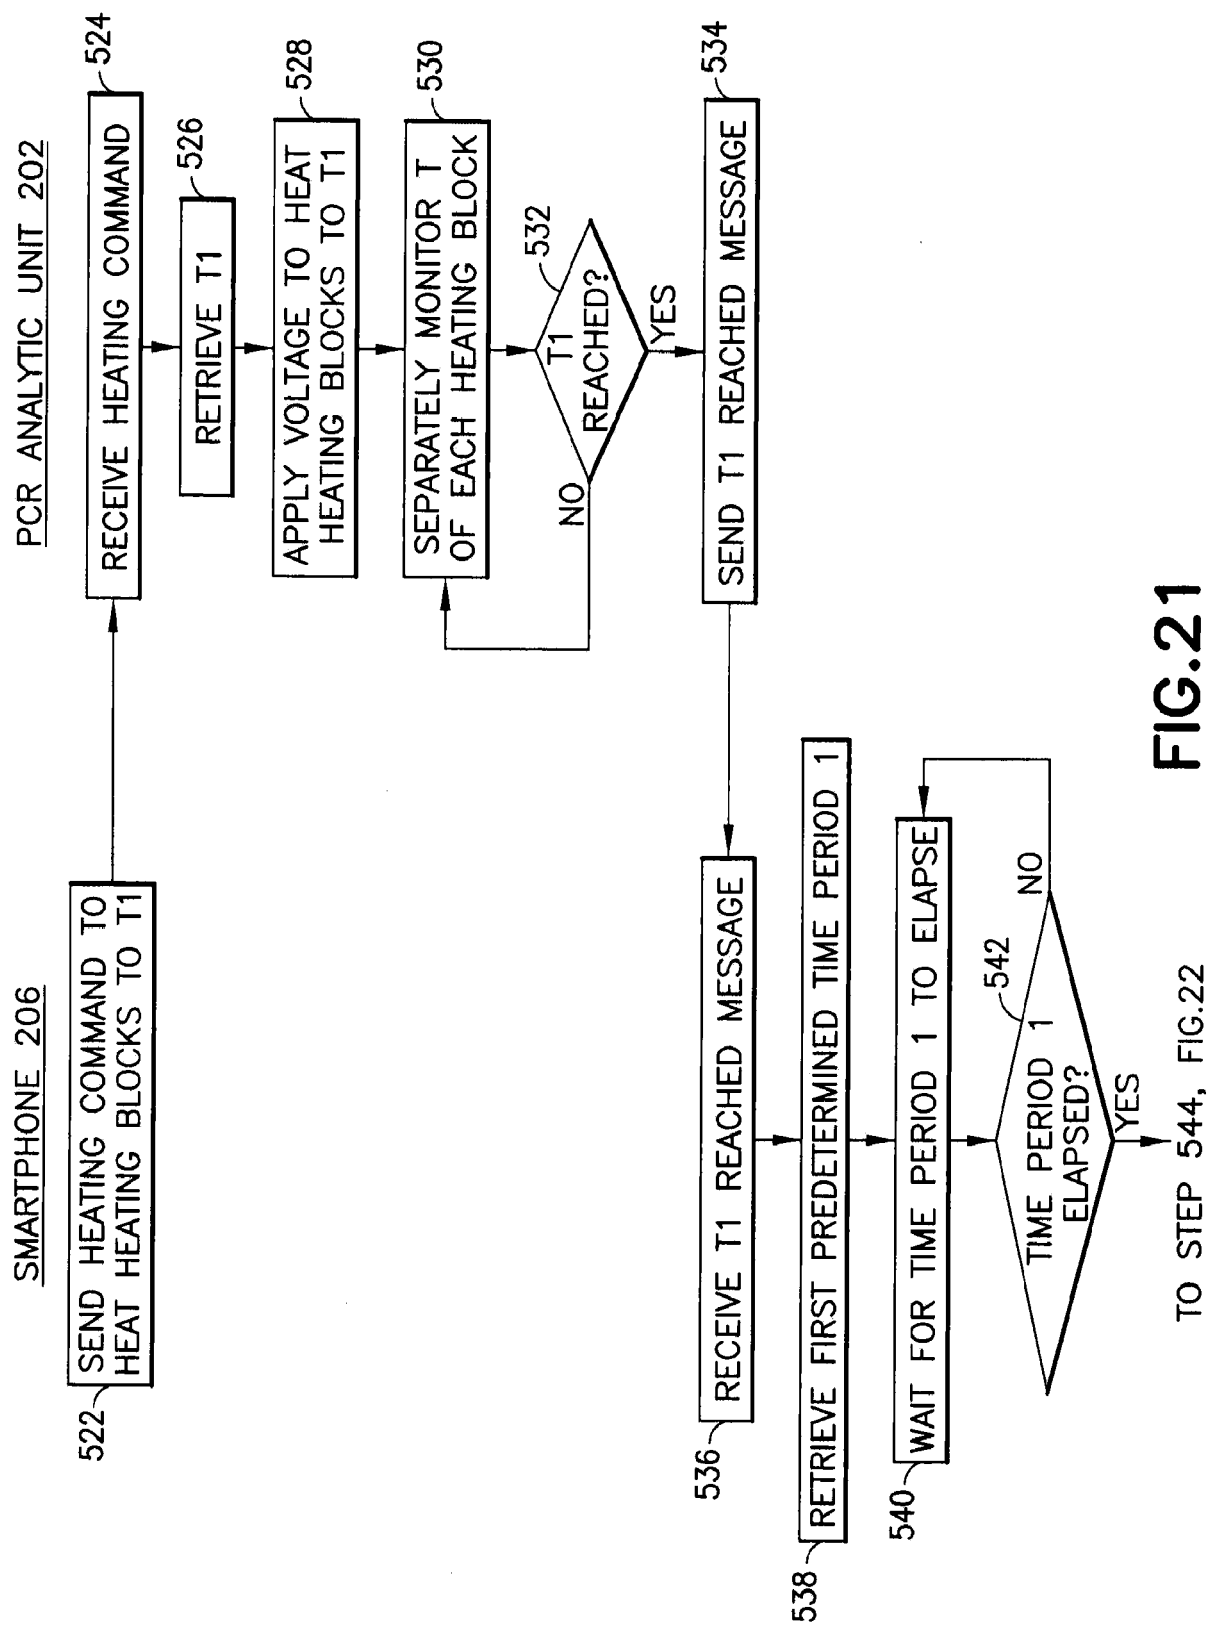 SMARTPHONE 206
PCR ANALYTIC UNIT 202
522
SEND HEATING COMMAND TO
HEAT HEATING BLOCKS TO T1
RECEIVE HEATING COMMAND
524
RETRIEVE T1
526
APPLY VOLTAGE TO HEAT
HEATING BLOCKS TO T1
528
SEPARATELY MONITOR T
OF EACH HEATING BLOCK
530
T1
REACHED?
532
NO
YES
SEND T1 REACHED MESSAGE
534
536
RECEIVE T1 REACHED MESSAGE
538
RETRIEVE FIRST PREDETERMINED TIME PERIOD 1
540
WAIT FOR TIME PERIOD 1 TO ELAPSE
TIME PERIOD 1
ELAPSED?
542
NO
YES
TO STEP 544, FIG.22
FIG.21